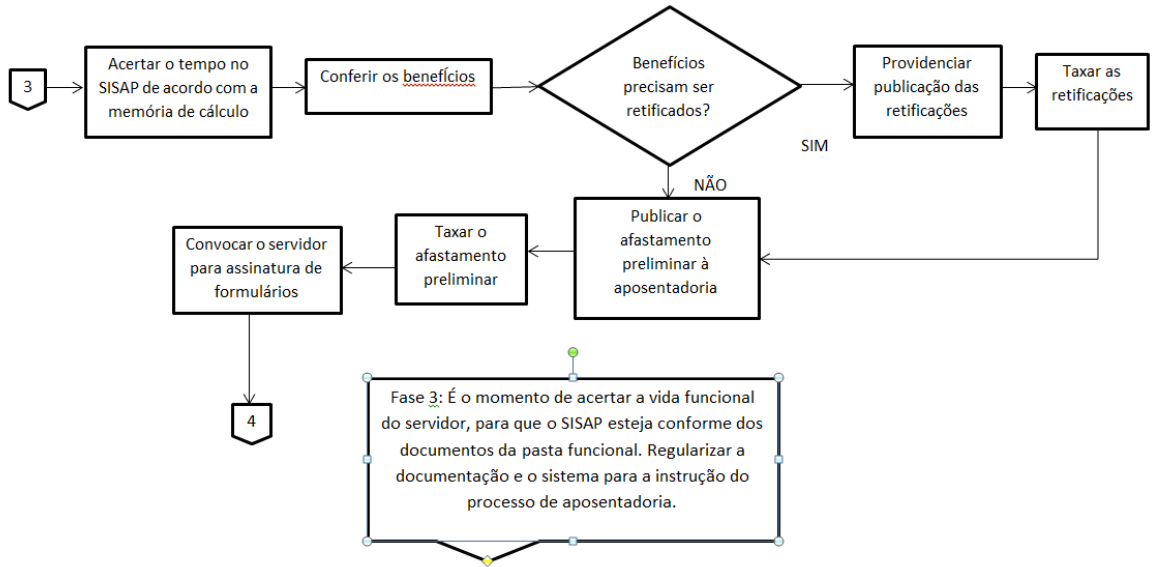 3
Acertar o tempo no
SISAP de acordo com a
memória de cálculo
Conferir os benefícios
Benefícios
precisam ser
retificados?
SIM
Providenciar
publicação das
retificações
Taxar as
retificações
NÃO
Publicar o
afastamento
preliminar à
aposentadoria
Taxar o
afastamento
preliminar
Convocar o servidor
para assinatura de
formulários
4
Fase 3: É o momento de acertar a vida funcional
do servidor, para que o SISAP esteja conforme dos
documentos da pasta funcional. Regularizar a
documentação e o sistema para a instrução do
processo de aposentadoria.